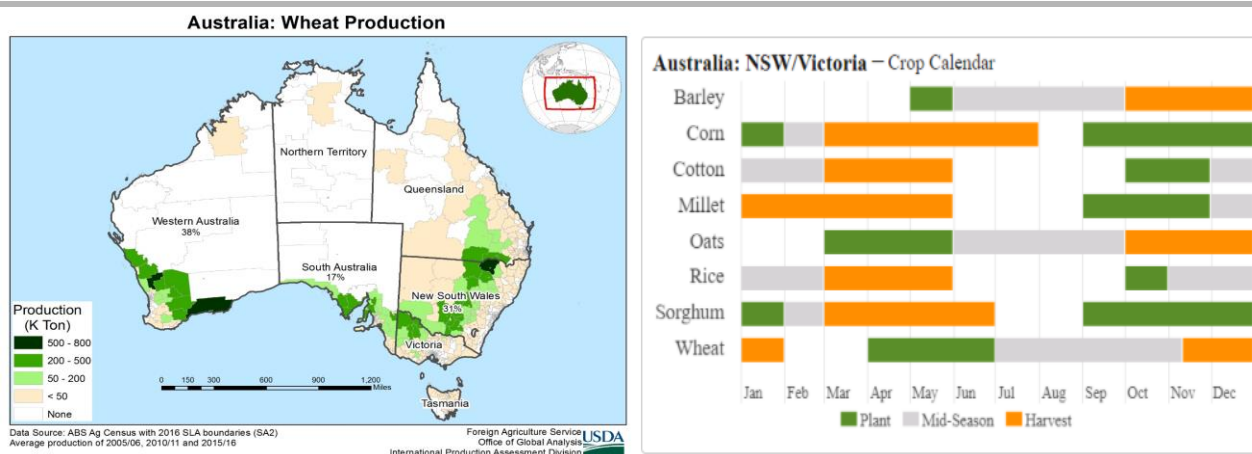 Australia: Wheat Production
Northern Territory
Queensland
Western Australia
38%
South Australia
17%
New South Wales
31%
Victoria
Tasmania
Production
(K Ton)
500 - 800
200 - 500
50 - 200
< 50
None
0 150 300 600 900 1,200
Miles
Data Source: ABS Ag Census with 2016 SLA boundaries (SA2)
Average production of 2005/06, 2010/11 and 2015/16
Foreign Agriculture Service
Office of Global Analysis
International Production Assessment Division
USDA
Australia: NSW/Victoria – Crop Calendar
Barley
Corn
Cotton
Millet
Oats
Rice
Sorghum
Wheat
Jan Feb Mar Apr May Jun Jul Aug Sep Oct Nov Dec
Plant Mid-Season Harvest